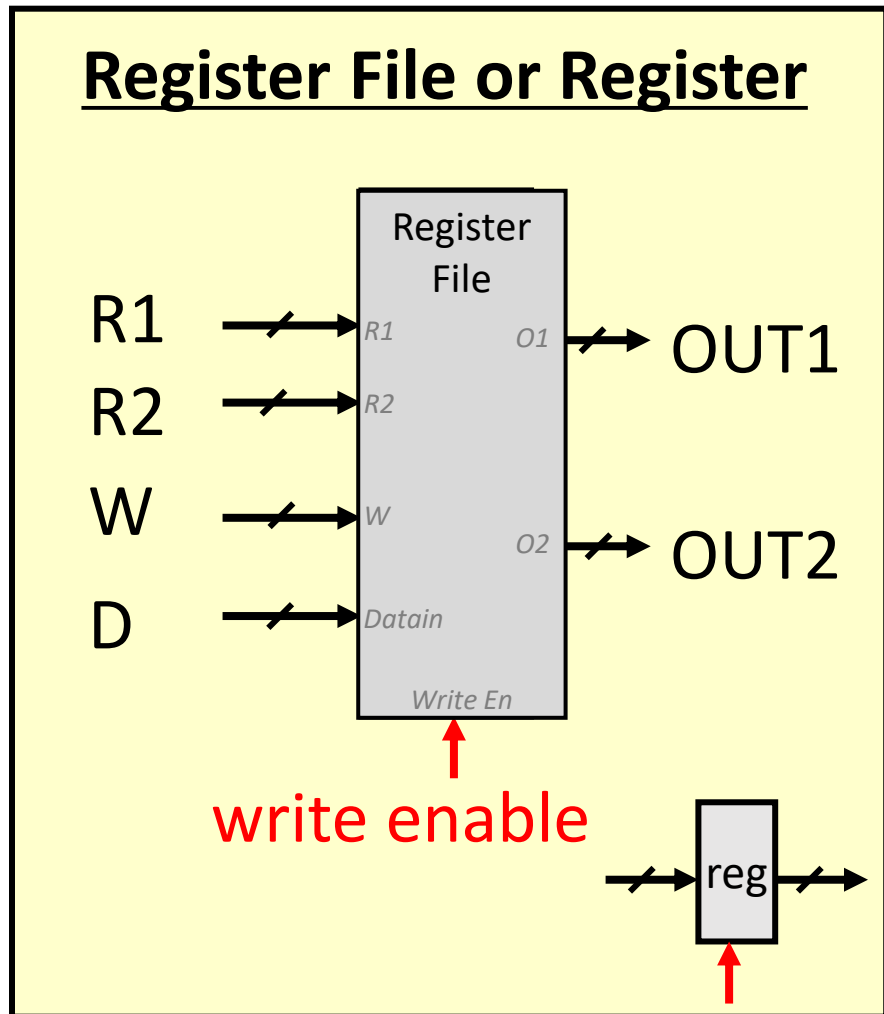 Register File or Register
Register
File
R1
R1
O1
OUT1
R2
R2
W
W
O2
OUT2
D
Datain
Write En
write enable
reg